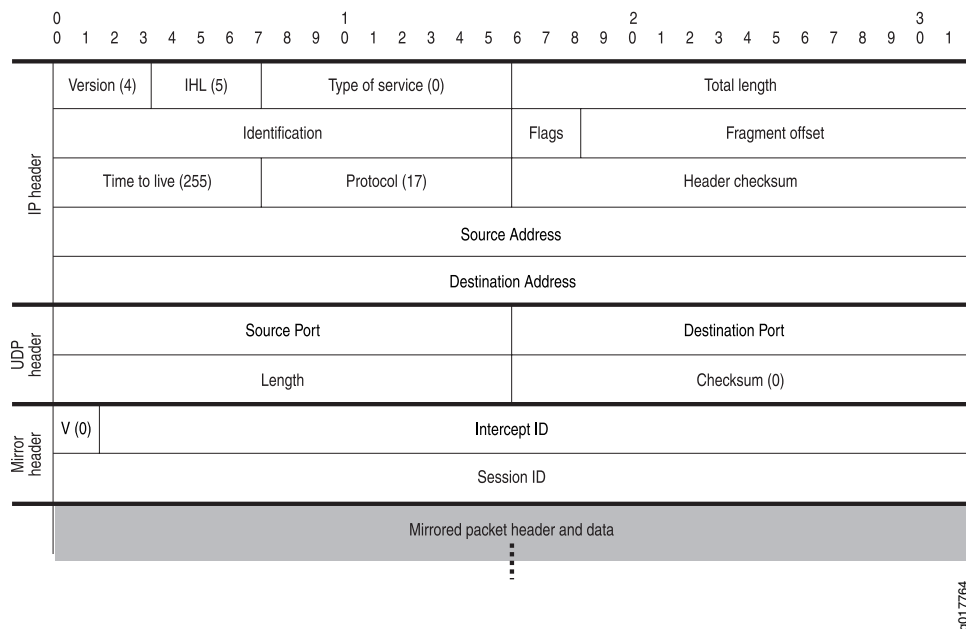 0 1 2 3
0 1 2 3 4 5 6 7 8 9 0 1 2 3 4 5 6 7 8 9 0 1 2 3 4 5 6 7 8 9 0 1
IP header
Version (4) IHL (5) Type of service (0) Total length
Identification Flags Fragment offset
Time to live (255) Protocol (17) Header checksum
Source Address
Destination Address
UDP header
Source Port Destination Port
Length Checksum (0)
Mirror header
V (0) Intercept ID
Session ID
Mirrored packet header and data
g017764